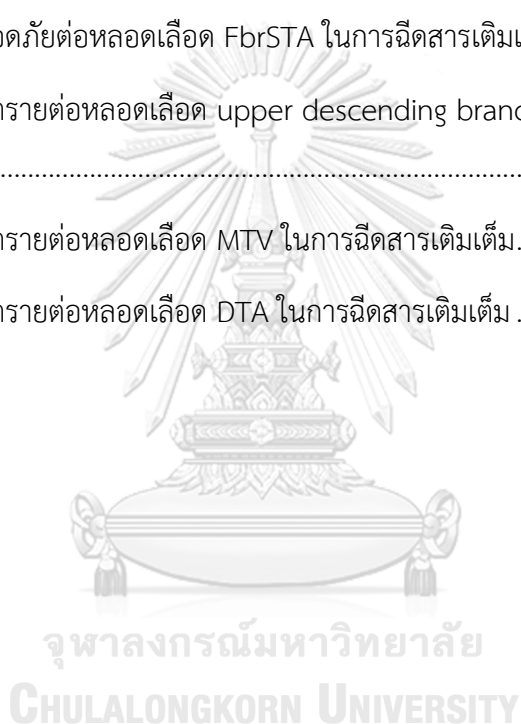 อดภัยต่อหลอดเลือด FbrSTA ในการฉีดสารเติมเ
ตรายต่อหลอดเลือด upper descending branc
................................................................................
ตรายต่อหลอดเลือด MTV ในการฉีดสารเติมเต็ม.
ตรายต่อหลอดเลือด DTA ในการฉีดสารเติมเต็ม .
จุฬาลงกรณ์มหาวิทยาลัย
CHULALONGKORN UNIVERSITY